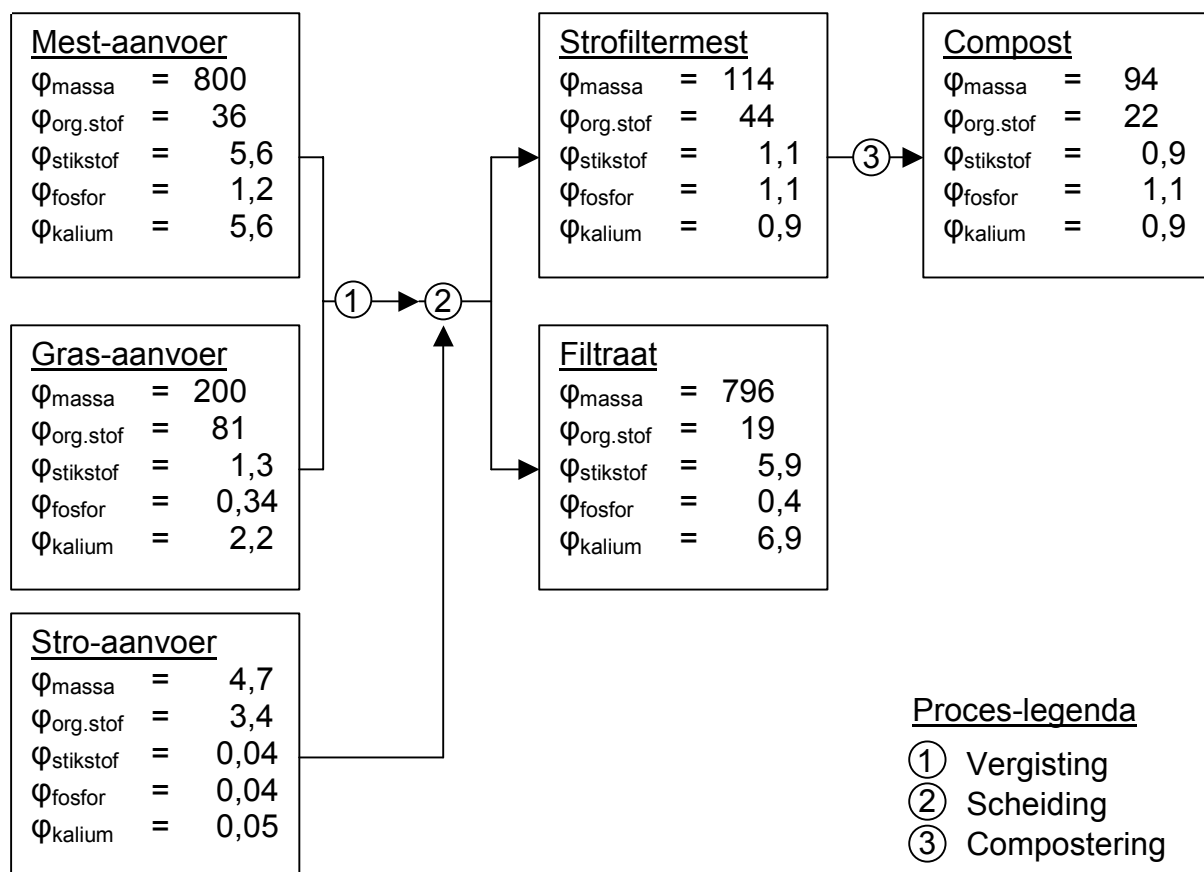 Mest-aanvoer
φmassa = 800
φorg.stof = 36
φstikstof = 5,6
φfosfor = 1,2
φkalium = 5,6
Gras-aanvoer
φmassa = 200
φorg.stof = 81
φstikstof = 1,3
φfosfor = 0,34
φkalium = 2,2
Stro-aanvoer
φmassa = 4,7
φorg.stof = 3,4
φstikstof = 0,04
φfosfor = 0,04
φkalium = 0,05
1
2
Strofiltermest
φmassa = 114
φorg.stof = 44
φstikstof = 1,1
φfosfor = 1,1
φkalium = 0,9
Filtraat
φmassa = 796
φorg.stof = 19
φstikstof = 5,9
φfosfor = 0,4
φkalium = 6,9
3
Compost
φmassa = 94
φorg.stof = 22
φstikstof = 0,9
φfosfor = 1,1
φkalium = 0,9
Proces-legenda
1 Vergisting
2 Scheiding
3 Compostering